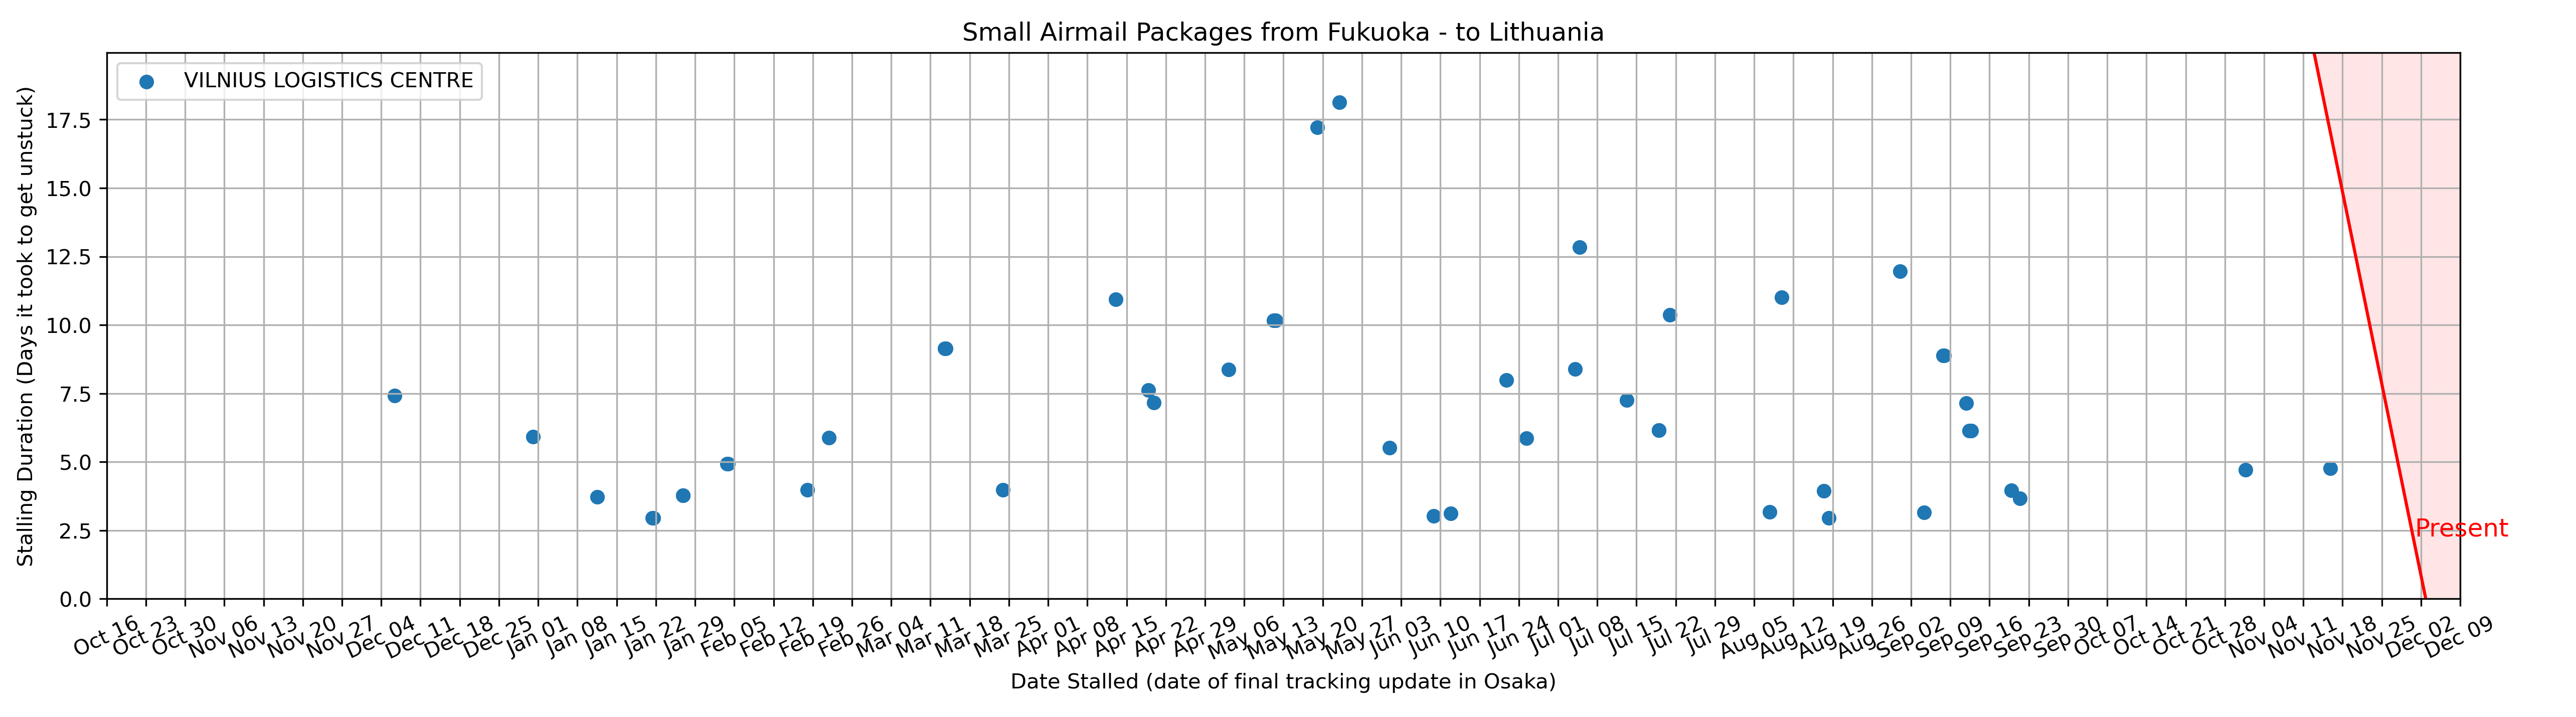 Small Airmail Packages from Fukuoka - to Lithuania
VILNIUS LOGISTICS CENTRE
Stalling Duration (Days it took to get unstuck)
17.5
15.0
12.5
10.0
7.5
5.0
2.5
0.0
Present
Oct 16 Oct 23 Oct 30 Nov 06 Nov 13 Nov 20 Nov 27 Dec 04 Dec 11 Dec 18 Dec 25 Jan 01 Jan 08 Jan 15 Jan 22 Jan 29 Feb 05 Feb 12 Feb 19 Feb 26 Mar 04 Mar 11 Mar 18 Mar 25 Apr 01 Apr 08 Apr 15 Apr 22 Apr 29 May 06 May 13 May 20 May 27 Jun 03 Jun 10 Jun 17 Jun 24 Jul 01 Jul 08 Jul 15 Jul 22 Jul 29 Aug 05 Aug 12 Aug 19 Aug 26 Sep 02 Sep 09 Sep 16 Sep 23 Sep 30 Oct 07 Oct 14 Oct 21 Oct 28 Nov 04 Nov 11 Nov 18 Nov 25 Dec 02 Dec 09
Date Stalled (date of final tracking update in Osaka)